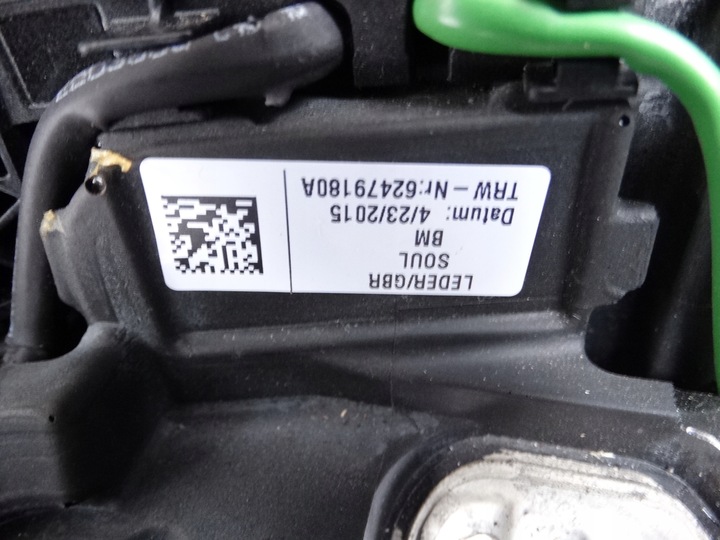 LEDER/GBR
SOUL
BM
Datum: 4/23/2015
TRW-Nr:62479180A